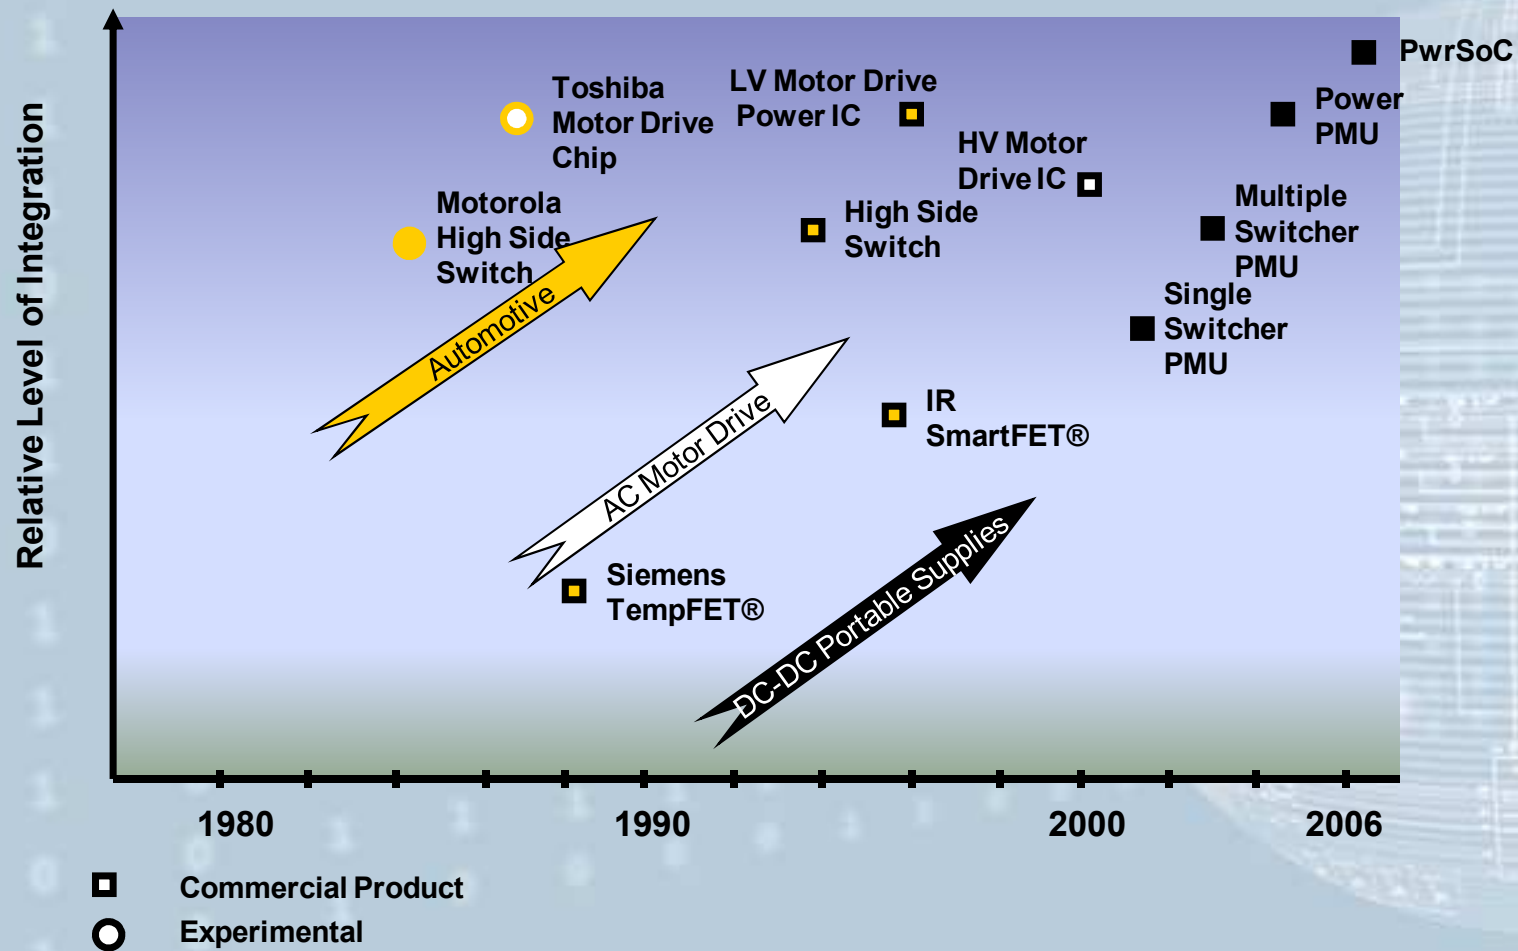 Relative Level of Integration
PwrSoC
Toshiba
Motor Drive
Chip
LV Motor Drive
Power IC
Power
PMU
HV Motor
Drive IC
Motorola
High Side
Switch
High Side
Switch
Multiple
Switcher
PMU
Single
Switcher
PMU
Automotive
AC Motor Drive
IR
SmartFET®
DC-DC Portable Supplies
Siemens
TempFET®
1980
1990
2000
2006
Commercial Product
Experimental